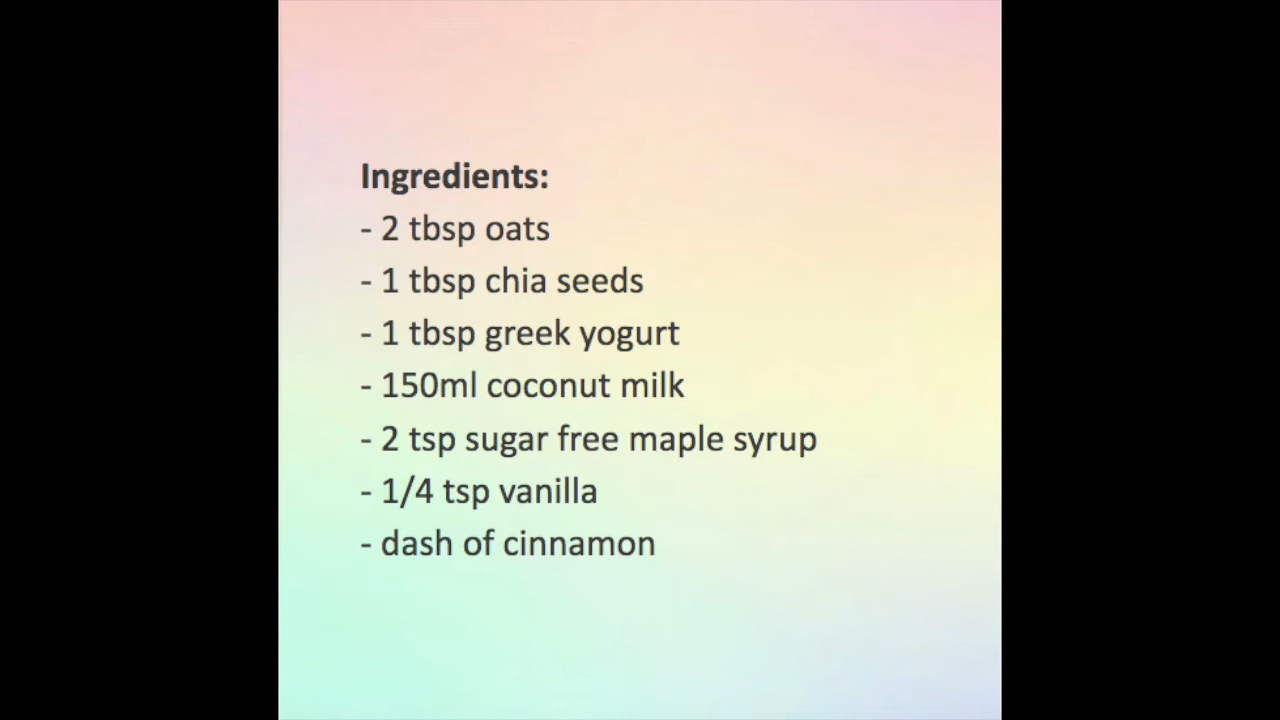 Ingredients:
- 2 tbsp oats
- 1 tbsp chia seeds
- 1 tbsp greek yogurt
- 150ml coconut milk
- 2 tsp sugar free maple syrup
- 1/4 tsp vanilla
- dash of cinnamon